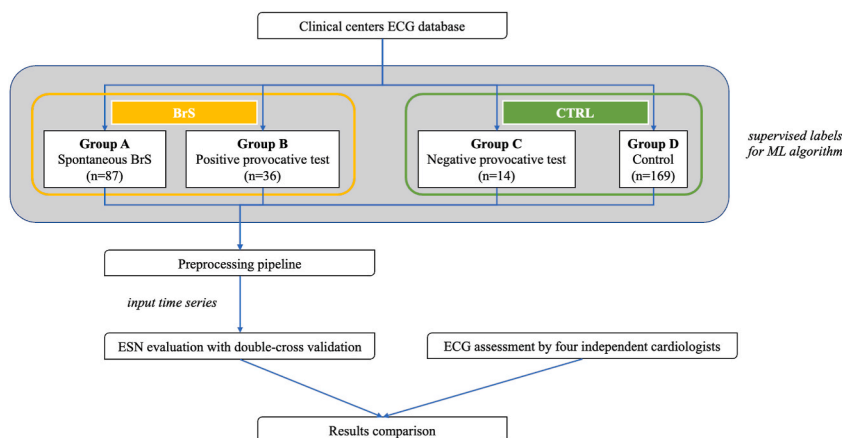 Clinical centers ECG database
BrS
CTRL
Group A
Spontaneous BrS
(n=87)
Group B
Positive provocative test
(n=36)
Group C
Negative provocative test
(n=14)
Group D
Control
(n=169)
supervised labels
for ML algorithm
Preprocessing pipeline
input time series
ESN evaluation with double-cross validation
ECG assessment by four independent cardiologists
Results comparison